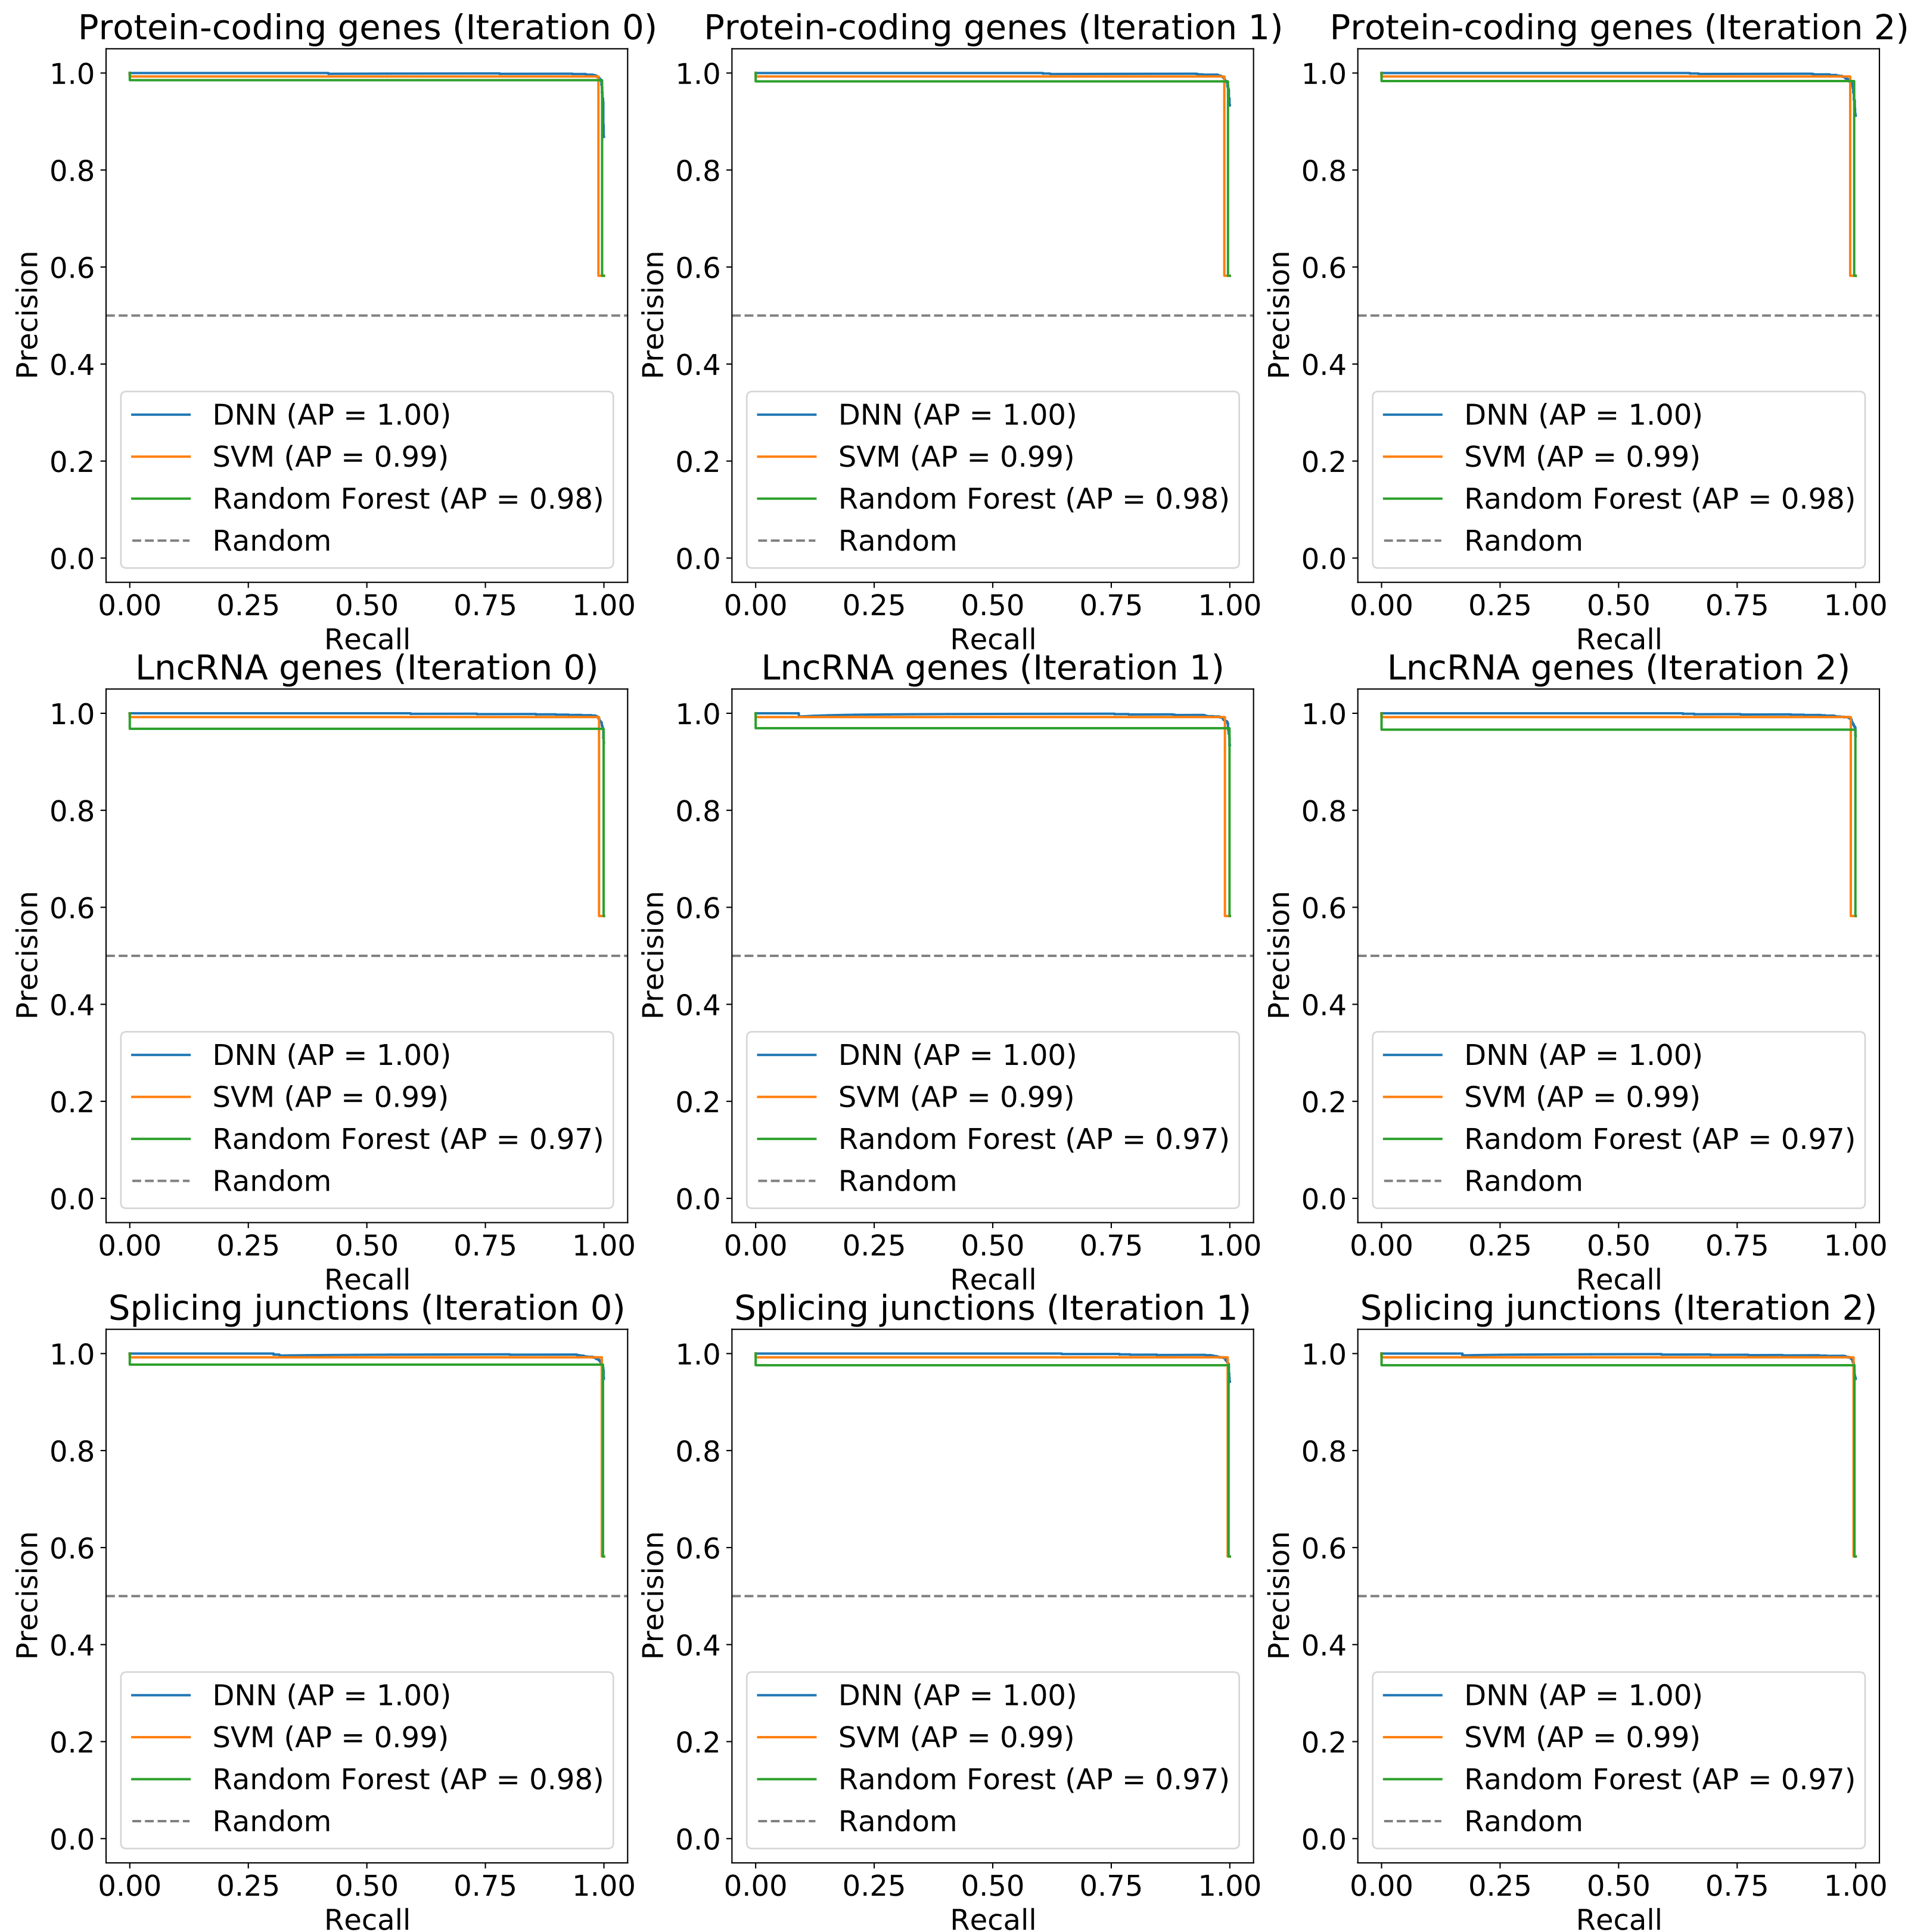 Protein-coding genes (Iteration 0)
1.0
0.8
0.6
0.4
0.2
0.0
Precision
DNN (AP = 1.00)
SVM (AP = 0.99)
Random Forest (AP = 0.98)
Random
0.00 0.25 0.50 0.75 1.00
Recall
Protein-coding genes (Iteration 1)
1.0
0.8
0.6
0.4
0.2
0.0
Precision
DNN (AP = 1.00)
SVM (AP = 0.99)
Random Forest (AP = 0.98)
Random
0.00 0.25 0.50 0.75 1.00
Recall
Protein-coding genes (Iteration 2)
1.0
0.8
0.6
0.4
0.2
0.0
Precision
DNN (AP = 1.00)
SVM (AP = 0.99)
Random Forest (AP = 0.98)
Random
0.00 0.25 0.50 0.75 1.00
Recall
LncRNA genes (Iteration 0)
1.0
0.8
0.6
0.4
0.2
0.0
Precision
DNN (AP = 1.00)
SVM (AP = 0.99)
Random Forest (AP = 0.97)
Random
0.00 0.25 0.50 0.75 1.00
Recall
LncRNA genes (Iteration 1)
1.0
0.8
0.6
0.4
0.2
0.0
Precision
DNN (AP = 1.00)
SVM (AP = 0.99)
Random Forest (AP = 0.97)
Random
0.00 0.25 0.50 0.75 1.00
Recall
LncRNA genes (Iteration 2)
1.0
0.8
0.6
0.4
0.2
0.0
Precision
DNN (AP = 1.00)
SVM (AP = 0.99)
Random Forest (AP = 0.97)
Random
0.00 0.25 0.50 0.75 1.00
Recall
Splicing junctions (Iteration 0)
1.0
0.8
0.6
0.4
0.2
0.0
Precision
DNN (AP = 1.00)
SVM (AP = 0.99)
Random Forest (AP = 0.98)
Random
0.00 0.25 0.50 0.75 1.00
Recall
Splicing junctions (Iteration 1)
1.0
0.8
0.6
0.4
0.2
0.0
Precision
DNN (AP = 1.00)
SVM (AP = 0.99)
Random Forest (AP = 0.97)
Random
0.00 0.25 0.50 0.75 1.00
Recall
Splicing junctions (Iteration 2)
1.0
0.8
0.6
0.4
0.2
0.0
Precision
DNN (AP = 1.00)
SVM (AP = 0.99)
Random Forest (AP = 0.97)
Random
0.00 0.25 0.50 0.75 1.00
Recall